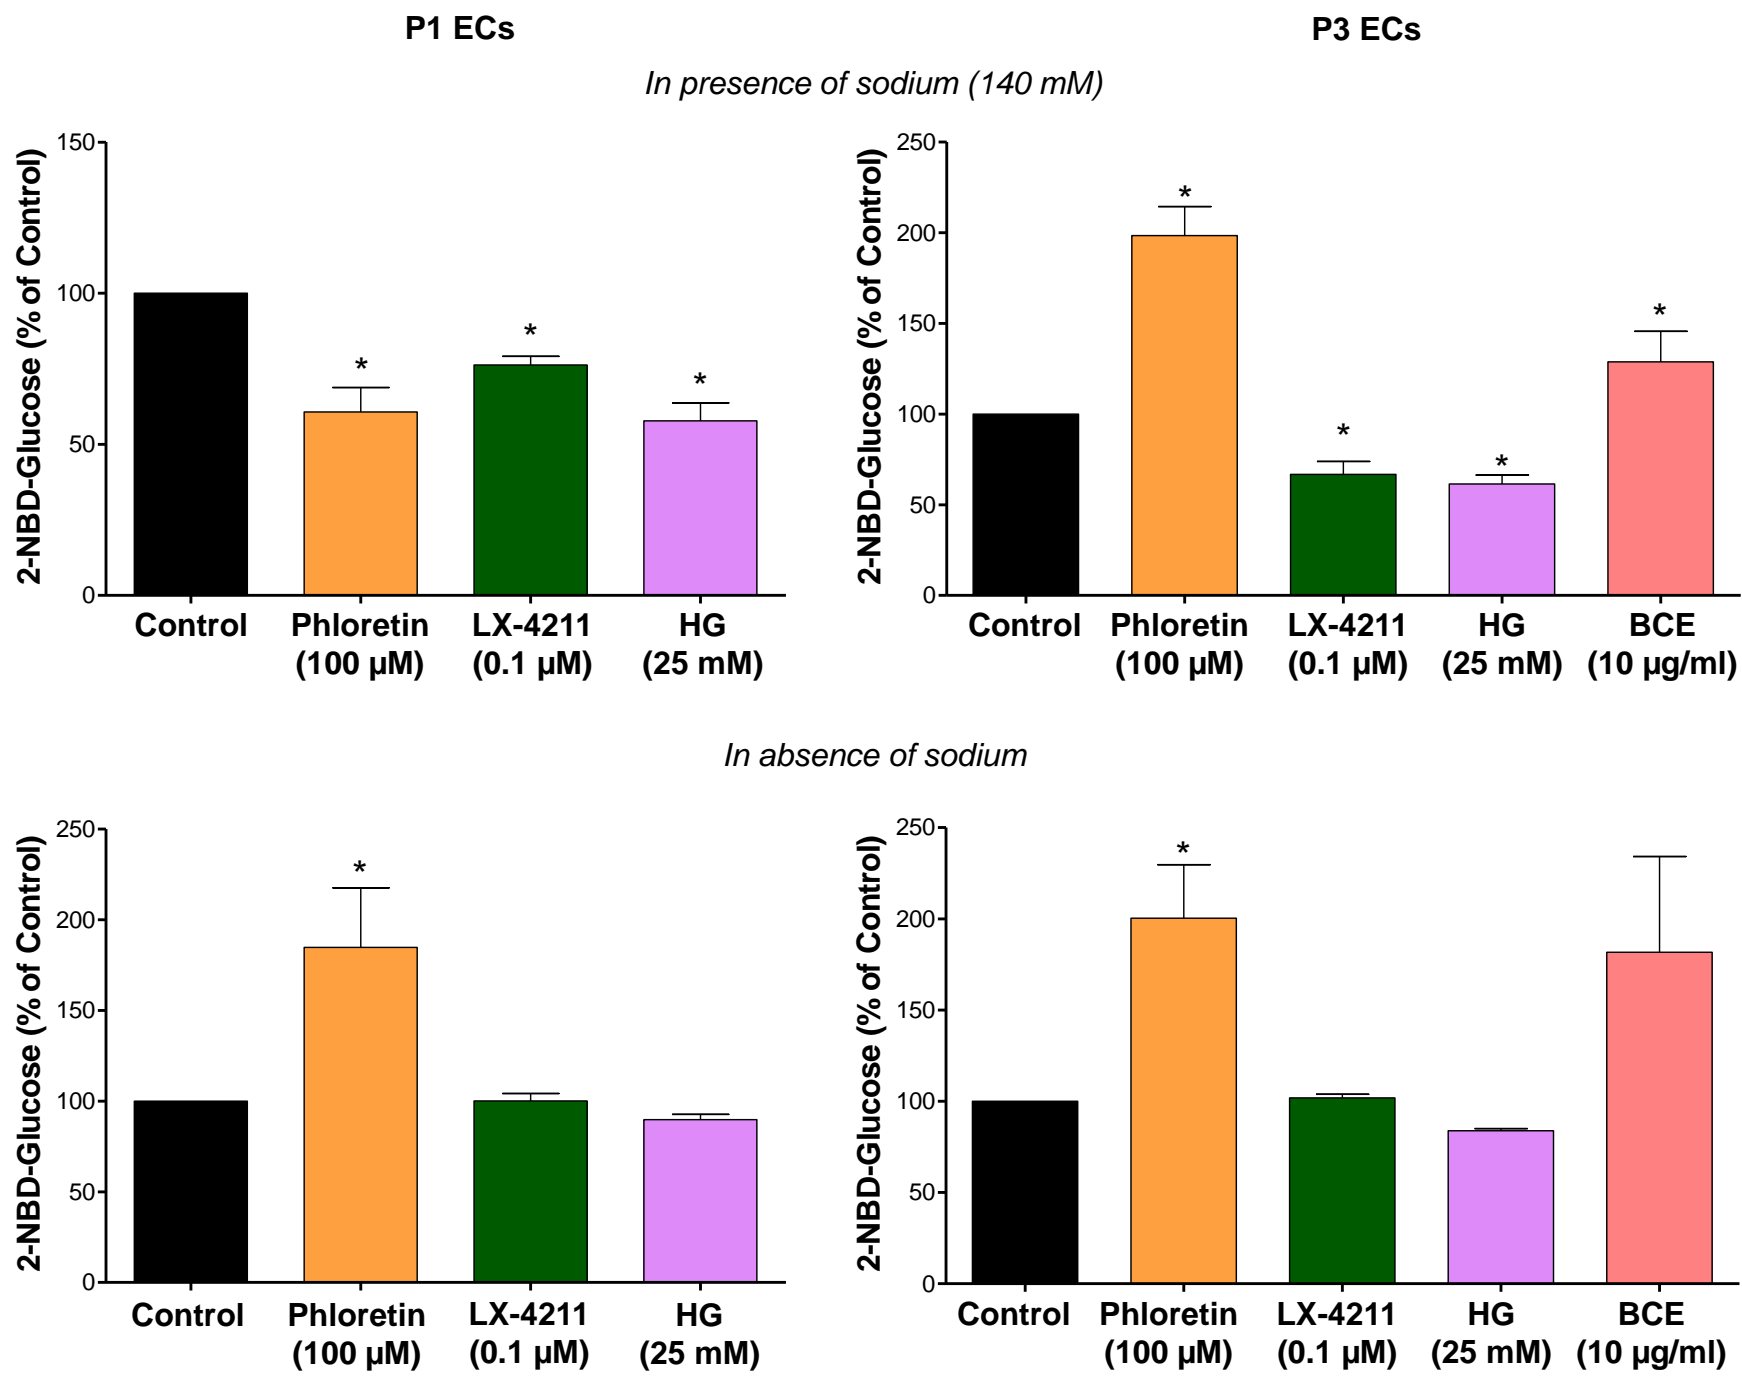 P1 ECs
P3 ECs
In presence of sodium (140 mM)
2-NBD-Glucose (% of Control)
150
100
50
0
*
*
*
Control
Phloretin
(100 µM)
LX-4211
(0.1 µM)
HG
(25 mM)
2-NBD-Glucose (% of Control)
250
200
150
100
50
0
*
*
*
*
Control
Phloretin
(100 µM)
LX-4211
(0.1 µM)
HG
(25 mM)
BCE
(10 µg/ml)
In absence of sodium
2-NBD-Glucose (% of Control)
250
200
150
100
50
0
*
Control
Phloretin
(100 µM)
LX-4211
(0.1 µM)
HG
(25 mM)
2-NBD-Glucose (% of Control)
250
200
150
100
50
0
*
Control
Phloretin
(100 µM)
LX-4211
(0.1 µM)
HG
(25 mM)
BCE
(10 µg/ml)